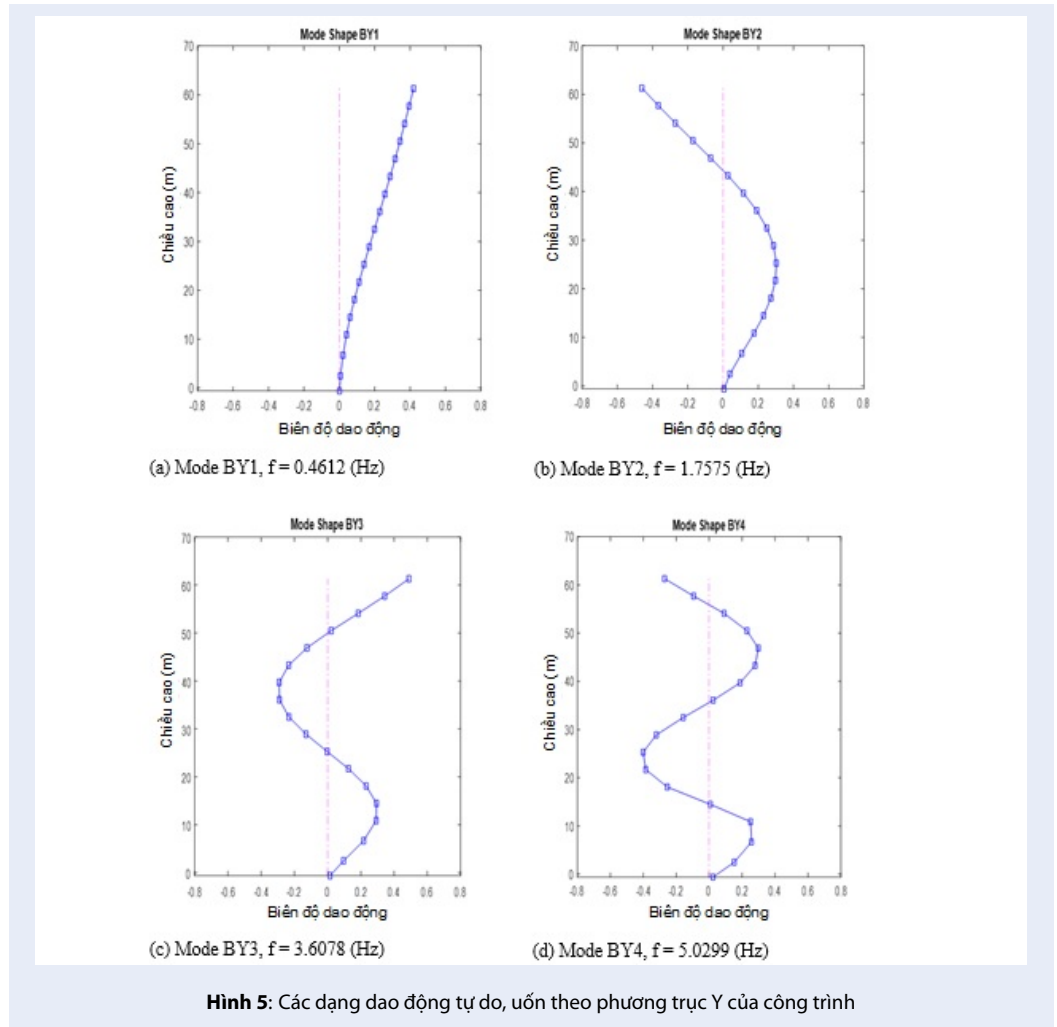 Mode Shape BY1
70
60
50
40
30
20
10
0
-0.8 -0.6 -0.4 -0.2 0 0.2 0.4 0.6 0.8
Chiều cao (m)
Biên độ dao động
(a) Mode BY1, f = 0.4612 (Hz)
Mode Shape BY2
70
60
50
40
30
20
10
0
-0.8 -0.6 -0.4 -0.2 0 0.2 0.4 0.6 0.8
Chiều cao (m)
Biên độ dao động
(b) Mode BY2, f = 1.7575 (Hz)
Mode Shape BY3
70
60
50
40
30
20
10
0
-0.8 -0.6 -0.4 -0.2 0 0.2 0.4 0.6 0.8
Chiều cao (m)
Biên độ dao động
(c) Mode BY3, f = 3.6078 (Hz)
Mode Shape BY4
70
60
50
40
30
20
10
0
-0.8 -0.6 -0.4 -0.2 0 0.2 0.4 0.6 0.8
Chiều cao (m)
Biên độ dao động
(d) Mode BY4, f = 5.0299 (Hz)
Hình 5: Các dạng dao động tự do, uốn theo phương trục Y của công trình